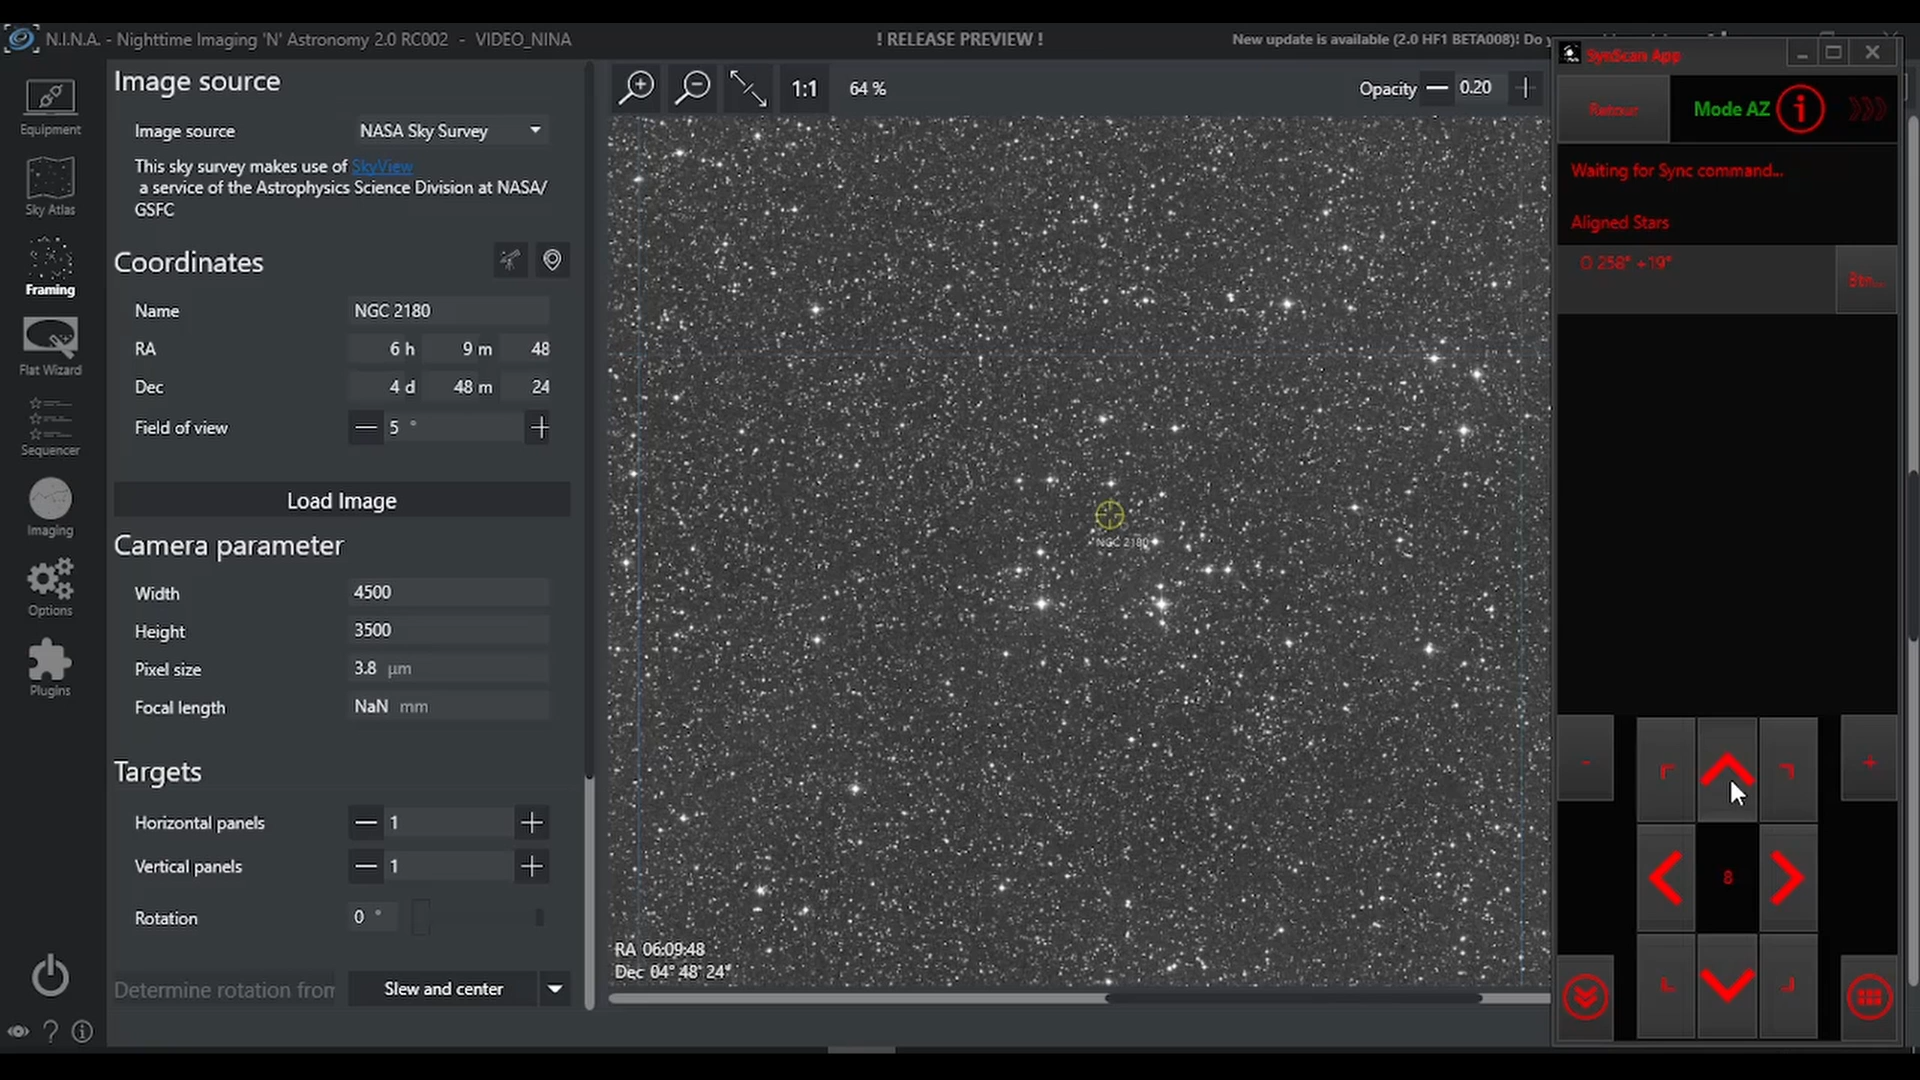 N.I.N.A. - Nighttime Imaging 'N' Astronomy 2.0 RC002 - VIDEO_NINA
! RELEASE PREVIEW !
New update is available (2.0 HF1 BETA008)! Do
SynScan App
Equipment
Sky Atlas
Framing
Flat Wizard
Sequencer
Imaging
Options
Plugins
Image source
Image source
NASA Sky Survey
This sky survey makes use of SkyView
a service of the Astrophysics Science Division at NASA/
GSFC
Coordinates
Name NGC 2180
RA 6 h 9 m 48
Dec 4 d 48 m 24
Field of view 5 °
Load Image
Camera parameter
Width 4500
Height 3500
Pixel size 3.8 µm
Focal length NaN mm
Targets
Horizontal panels 1
Vertical panels 1
Rotation 0 °
Determine rotation from
Slew and center
1:1
64 %
Opacity 0.20
NGC 2180
RA 06:09:48
Dec 04° 48' 24"
Retour
Mode AZ
Waiting for Sync command...
Aligned Stars
O 258° +19°
-
+
8